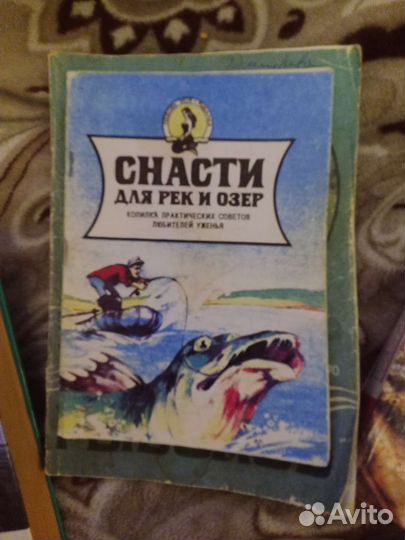 СНАСТИ
ДЛЯ РЕК И ОЗЕР
КОПИЛКА ПРАКТИЧЕСКИХ СОВЕТОВ
ЛЮБИТЕЛЕЙ УЖЕНЬЯ
Avito